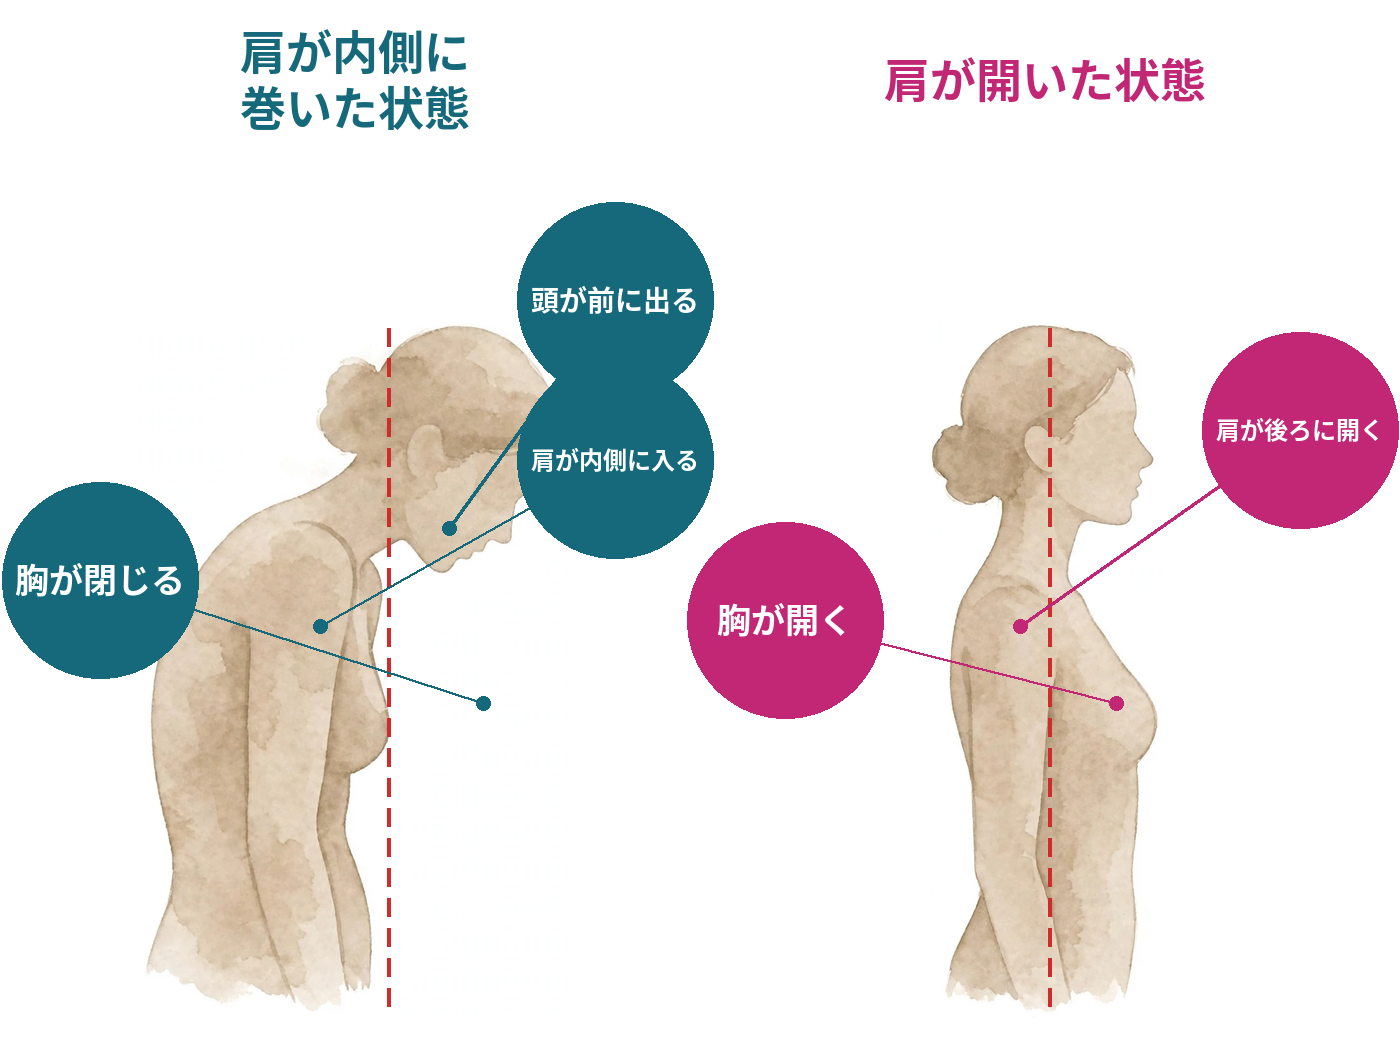 肩が内側に
巻いた状態
頭が前に出る
肩が内側に入る
胸が閉じる
肩が開いた状態
肩が後ろに開く
胸が開く